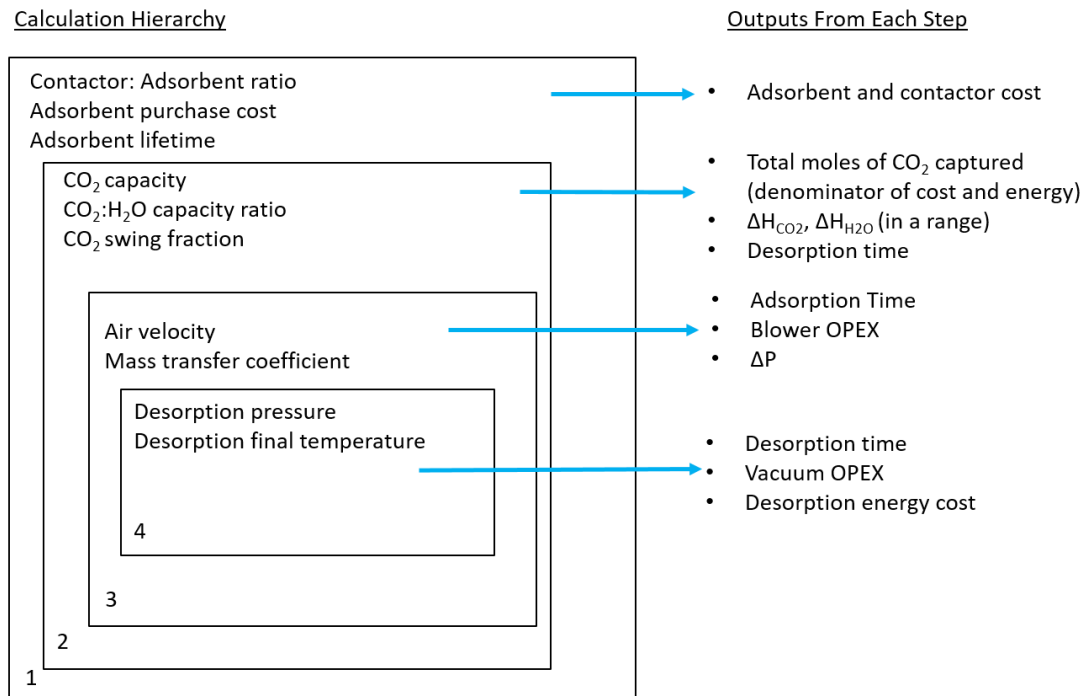 Calculation Hierarchy
Outputs From Each Step
Contactor: Adsorbent ratio
Adsorbent purchase cost
Adsorbent lifetime
• Adsorbent and contactor cost
CO₂ capacity
CO₂:H₂O capacity ratio
CO₂ swing fraction
• Total moles of CO₂ captured
(denominator of cost and energy)
• ΔH_CO2, ΔH_H2O (in a range)
• Desorption time
Air velocity
Mass transfer coefficient
• Adsorption Time
• Blower OPEX
• ΔP
Desorption pressure
Desorption final temperature
• Desorption time
• Vacuum OPEX
• Desorption energy cost
4
3
2
1